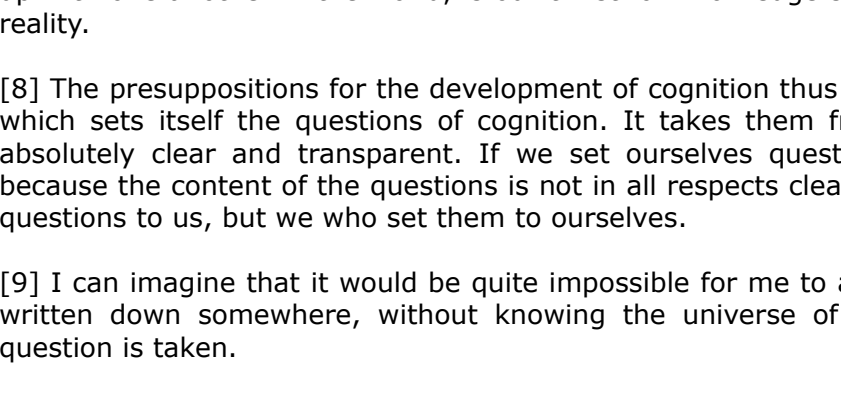 reality.
[8] The presuppositions for the development of cognition thus
which sets itself the questions of cognition. It takes them
absolutely clear and transparent. If we set ourselves
because the content of the questions is not in all respects
questions to us, but we who set them to ourselves.
[9] I can imagine that it would be quite impossible for me to
written down somewhere, without knowing the universe of
question is taken.